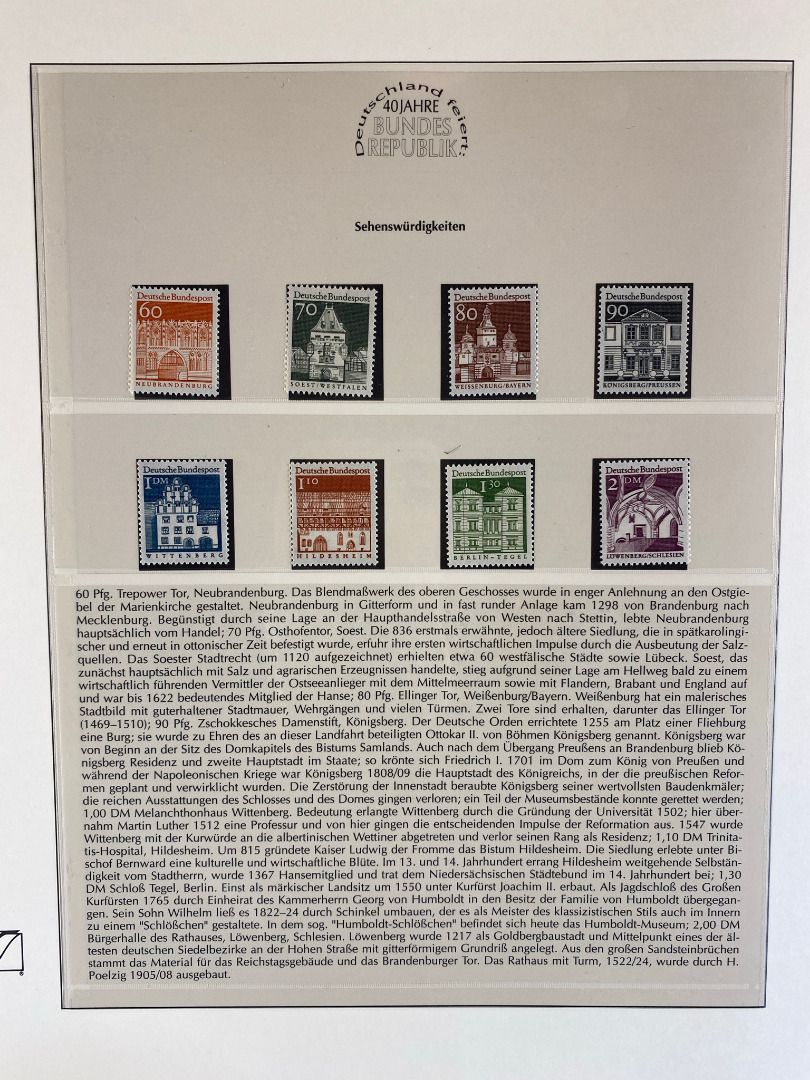 Deutschland feiert:
40 JAHRE
BUNDES
REPUBLIK
Sehenswürdigkeiten
Deutsche Bundespost
60
NEUBRANDENBURG
Deutsche Bundespost
70
SOEST/WESTFALEN
Deutsche Bundespost
80
WEISSENBURG/BAYERN
Deutsche Bundespost
90
KÖNIGSBERG/PREUSSEN
Deutsche Bundespost
1 DM
WITTENBERG
Deutsche Bundespost
1 10
HILDESHEIM
Deutsche Bundespost
1 30
BERLIN-TEGEL
Deutsche Bundespost
2 DM
LÖWENBERG/SCHLESIEN
60 Pfg. Trepower Tor, Neubrandenburg. Das Blendmaßwerk des oberen Geschosses wurde in enger Anlehnung an den Ostgie-
bel der Marienkirche gestaltet. Neubrandenburg in Gitterform und in fast runder Anlage kam 1298 von Brandenburg nach
Mecklenburg. Begünstigt durch seine Lage an der Haupthandelsstraße von Westen nach Stettin, lebte Neubrandenburg
hauptsächlich vom Handel; 70 Pfg. Osthofentor, Soest. Die 836 erstmals erwähnte, jedoch ältere Siedlung, die in spätkarolingi-
scher und erneut in ottonischer Zeit befestigt wurde, erfuhr ihre ersten wirtschaftlichen Impulse durch die Ausbeutung der Salz-
quellen. Das Soester Stadtrecht (um 1120 aufgezeichnet) erhielten etwa 60 westfälische Städte sowie Lübeck. Soest, das
zunächst hauptsächlich mit Salz und agrarischen Erzeugnissen handelte, stieg aufgrund seiner Lage am Hellweg bald zu einem
wirtschaftlich führenden Vermittler der Ostseeanlieger mit dem Mittelmeerraum sowie mit Flandern, Brabant und England auf
und war bis 1622 bedeutendes Mitglied der Hanse; 80 Pfg. Ellinger Tor, Weißenburg/Bayern. Weißenburg hat ein malerisches
Stadtbild mit guterhaltener Stadtmauer, Wehrgängen und vielen Türmen. Zwei Tore sind erhalten, darunter das Ellinger Tor
(1469–1510); 90 Pfg. Zschokkesches Damenstift, Königsberg. Der Deutsche Orden errichtete 1255 am Platz einer Fliehburg
eine Burg; sie wurde zu Ehren des an dieser Landfahrt beteiligten Ottokar II. von Böhmen Königsberg genannt. Königsberg war
von Beginn an der Sitz des Domkapitels des Bistums Samlands. Auch nach dem Übergang Preußens an Brandenburg blieb Kö-
nigsberg Residenz und zweite Hauptstadt im Staate; so krönte sich Friedrich I. 1701 im Dom zum König von Preußen und
während der Napoleonischen Kriege war Königsberg 1808/09 die Hauptstadt des Königreichs, in der die preußischen Refor-
men geplant und verwirklicht wurden. Die Zerstörung der Innenstadt beraubte Königsberg seiner wertvollsten Baudenkmäler;
die reichen Ausstattungen des Schlosses und des Domes gingen verloren; ein Teil der Museumsbestände konnte gerettet werden;
1,00 DM Melanchthonhaus Wittenberg. Bedeutung erlangte Wittenberg durch die Gründung der Universität 1502; hier über-
nahm Martin Luther 1512 eine Professur und von hier gingen die entscheidenden Impulse der Reformation aus. 1547 wurde
Wittenberg mit der Kurwürde an die albertinischen Wettiner abgetreten und verlor seinen Rang als Residenz; 1,10 DM Trinita-
tis-Hospital, Hildesheim. Um 815 gründete Kaiser Ludwig der Fromme das Bistum Hildesheim. Die Siedlung erlebte unter Bi-
schof Bernward eine kulturelle und wirtschaftliche Blüte. Im 13. und 14. Jahrhundert errang Hildesheim weitgehende Selbstän-
digkeit vom Stadtherrn, wurde 1367 Hansemitglied und trat dem Niedersächsischen Städtebund im 14. Jahrhundert bei; 1,30
DM Schloß Tegel, Berlin. Einst als märkischer Landsitz um 1550 unter Kurfürst Joachim II. erbaut. Als Jagdschloß des Großen
Kurfürsten 1765 durch Einheirat des Kammerherrn Georg von Humboldt in den Besitz der Familie von Humboldt übergegan-
gen. Sein Sohn Wilhelm ließ es 1822–24 durch Schinkel umbauen, der es als Meister des klassizistischen Stils auch im Innern
zu einem "Schlößchen" gestaltete. In dem sog. "Humboldt-Schlößchen" befindet sich heute das Humboldt-Museum; 2,00 DM
Bürgerhalle des Rathauses, Löwenberg, Schlesien. Löwenberg wurde 1217 als Goldbergbaustadt und Mittelpunkt eines der äl-
testen deutschen Siedelbezirke an der Hohen Straße mit gitterförmigem Grundriß angelegt. Aus den großen Sandsteinbrüchen
stammt das Material für das Reichstagsgebäude und das Brandenburger Tor. Das Rathaus mit Turm, 1522/24, wurde durch H.
Poelzig 1905/08 ausgebaut.